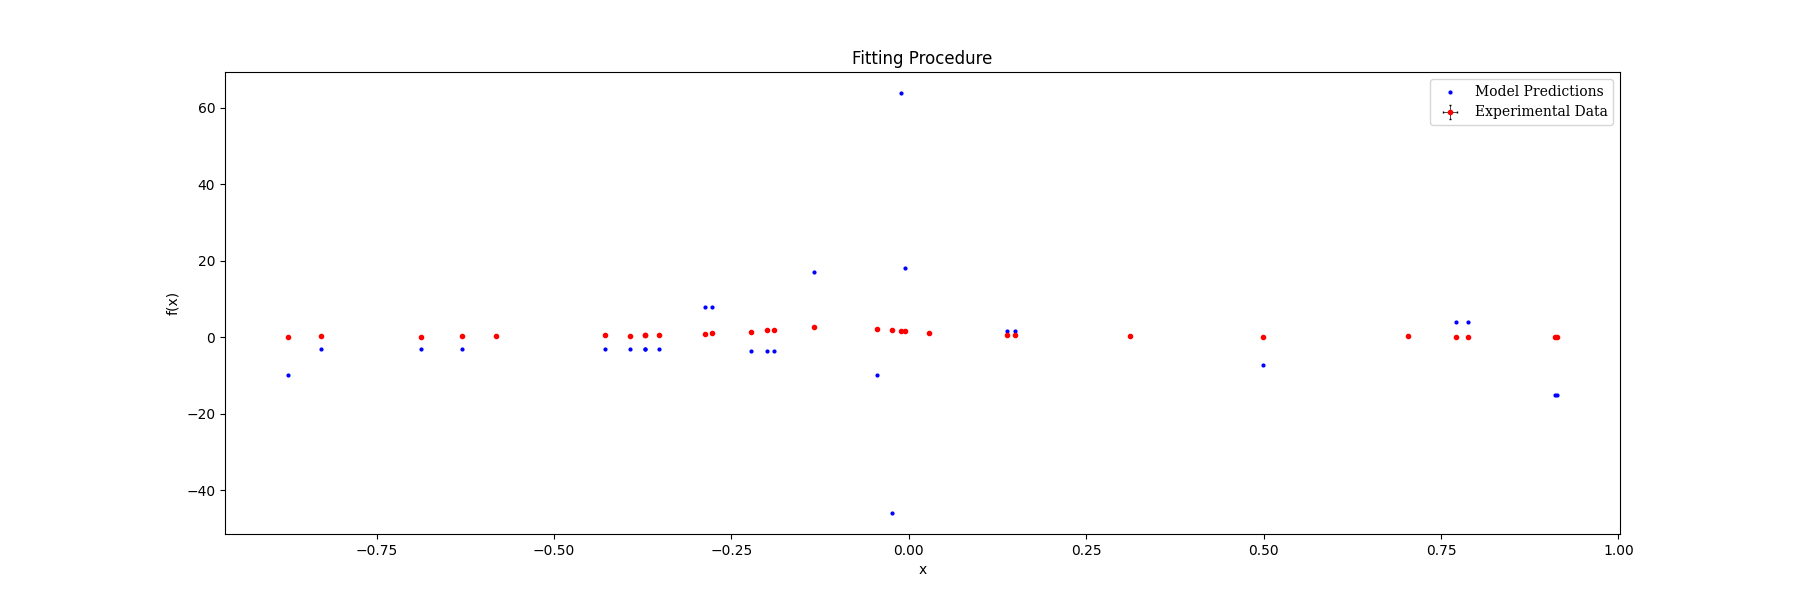 Fitting Procedure
Model Predictions
Experimental Data
f(x)
60
40
20
0
−20
−40
−0.75
−0.50
−0.25
0.00
0.25
0.50
0.75
1.00
x